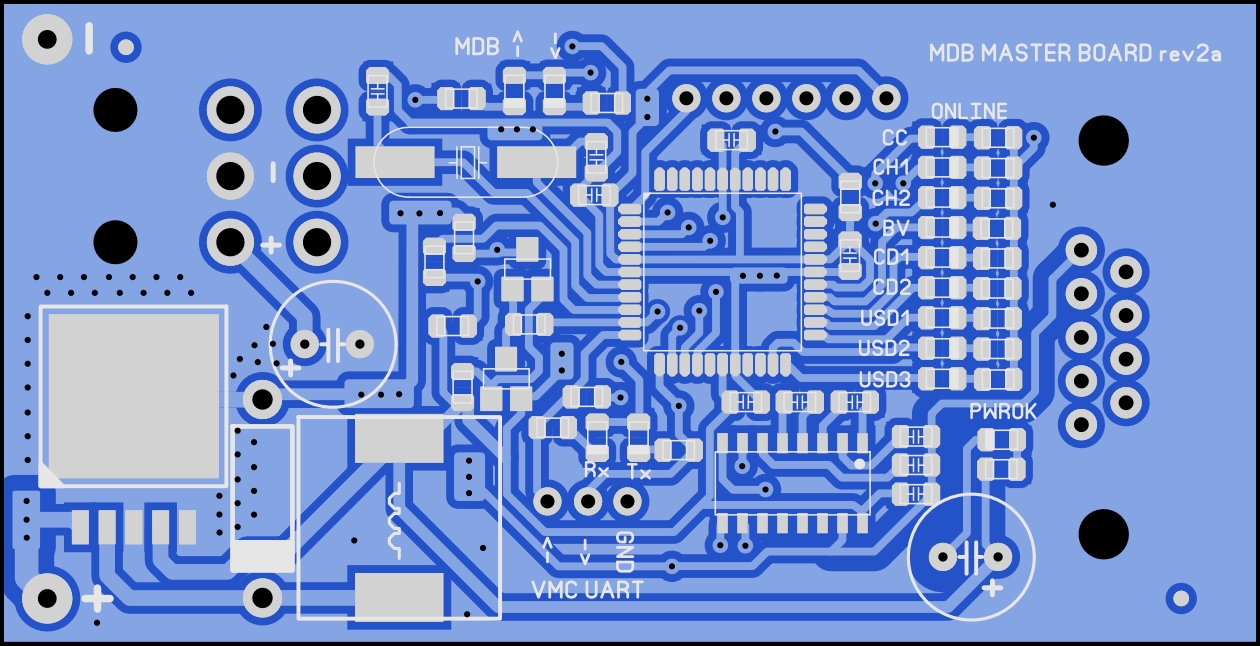 MDB
MDB MASTER BOARD rev2a
ONLINE
CC
CH1
CH2
BV
CD1
CD2
USD1
USD2
USD3
PWROK
Rx Tx
GND
VMC UART